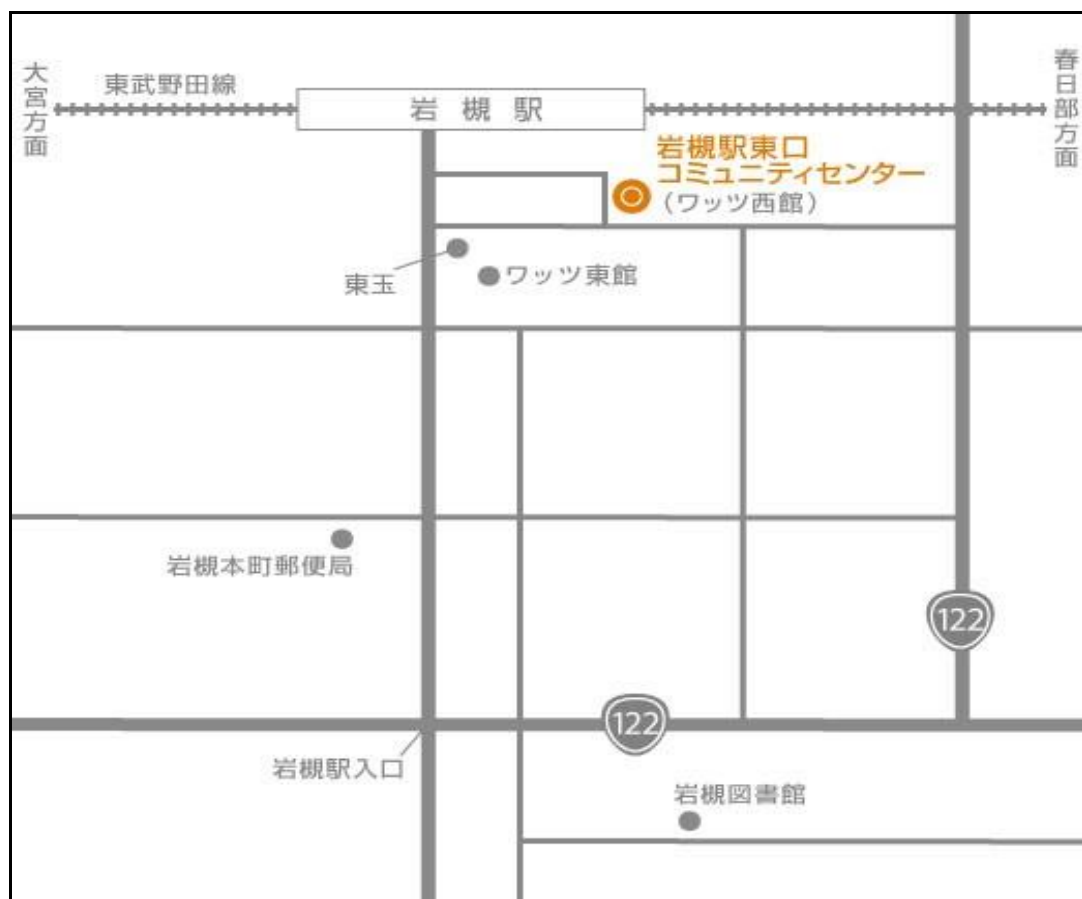 大宮方面
東武野田線
岩槻駅
春日部方面
岩槻駅東口
コミュニティセンター
(ワッツ西館)
東玉
ワッツ東館
岩槻本町郵便局
122
122
岩槻駅入口
岩槻図書館